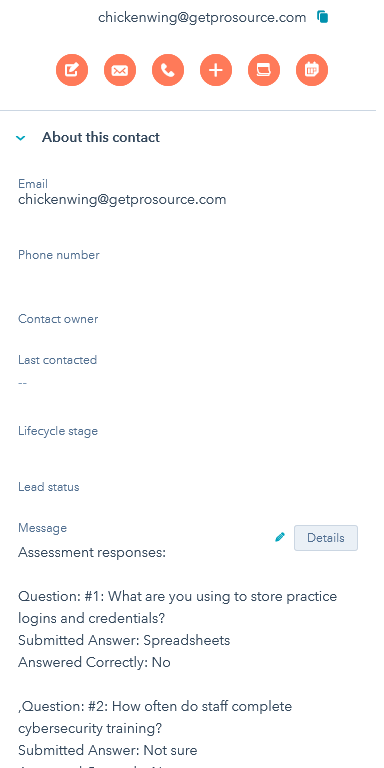 chickenwing@getprosource.com
About this contact
Email
chickenwing@getprosource.com
Phone number
Contact owner
Last contacted
--
Lifecycle stage
Lead status
Message
Details
Assessment responses:
Question: #1: What are you using to store practice
logins and credentials?
Submitted Answer: Spreadsheets
Answered Correctly: No
,Question: #2: How often do staff complete
cybersecurity training?
Submitted Answer: Not sure